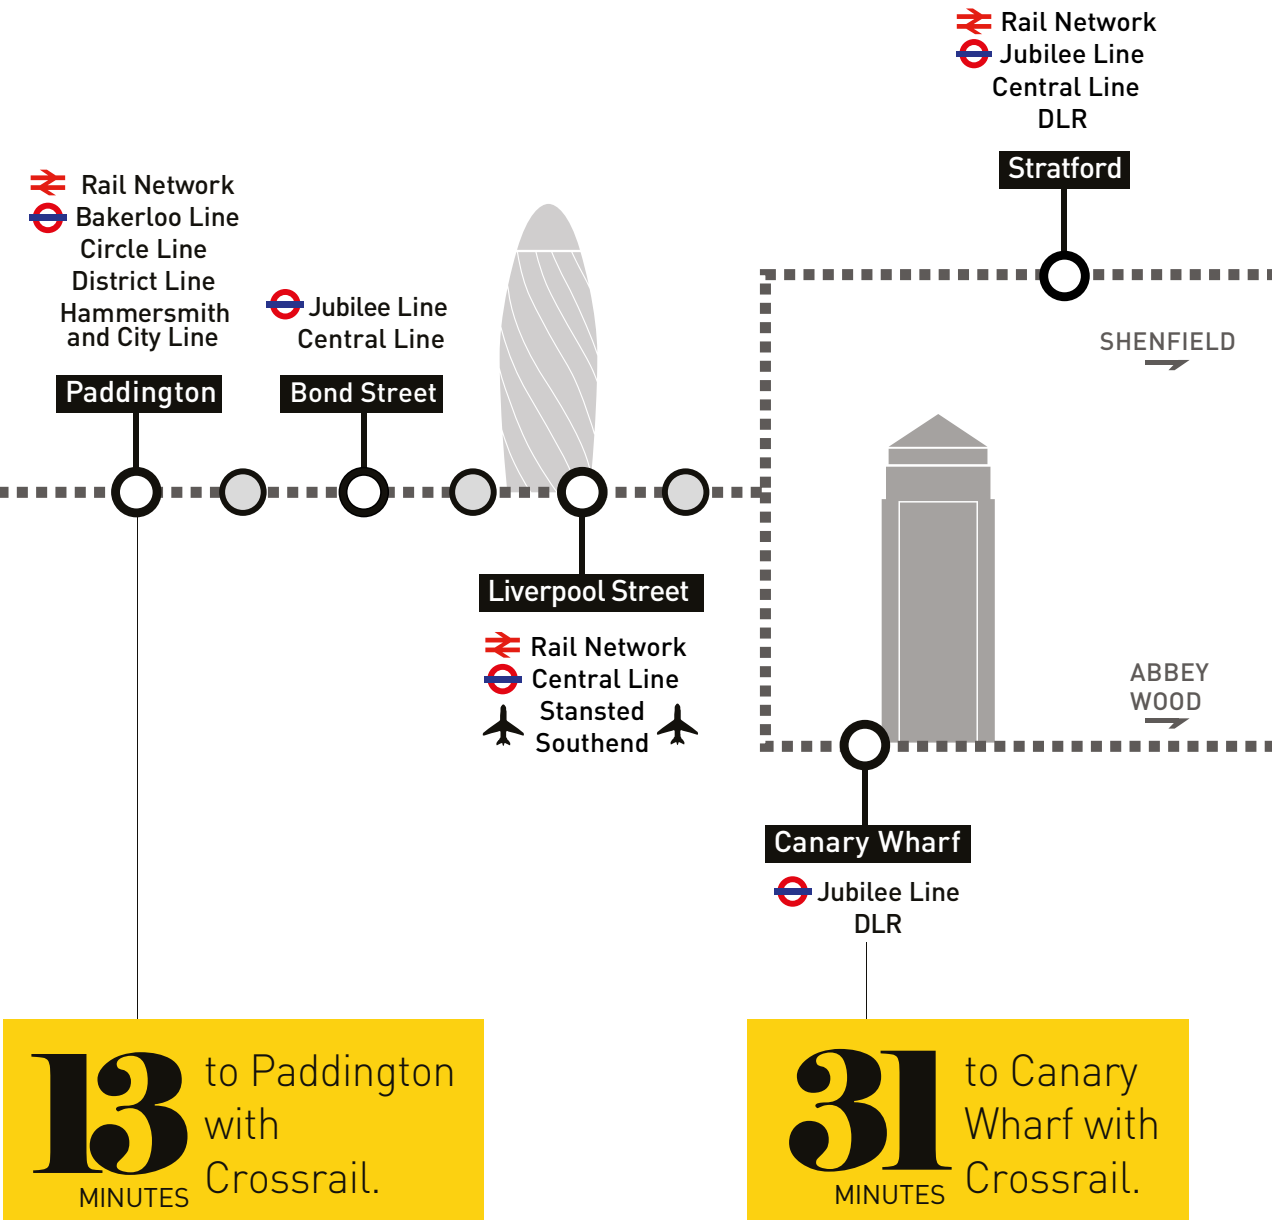 Rail Network
Jubilee Line
Central Line
DLR
Stratford
Rail Network
Bakerloo Line
Circle Line
District Line
Hammersmith
and City Line
Paddington
Jubilee Line
Central Line
Bond Street
SHENFIELD
Liverpool Street
Rail Network
Central Line
Stansted
Southend
ABBEY
WOOD
Canary Wharf
Jubilee Line
DLR
13
MINUTES
to Paddington
with
Crossrail.
31
MINUTES
to Canary
Wharf with
Crossrail.